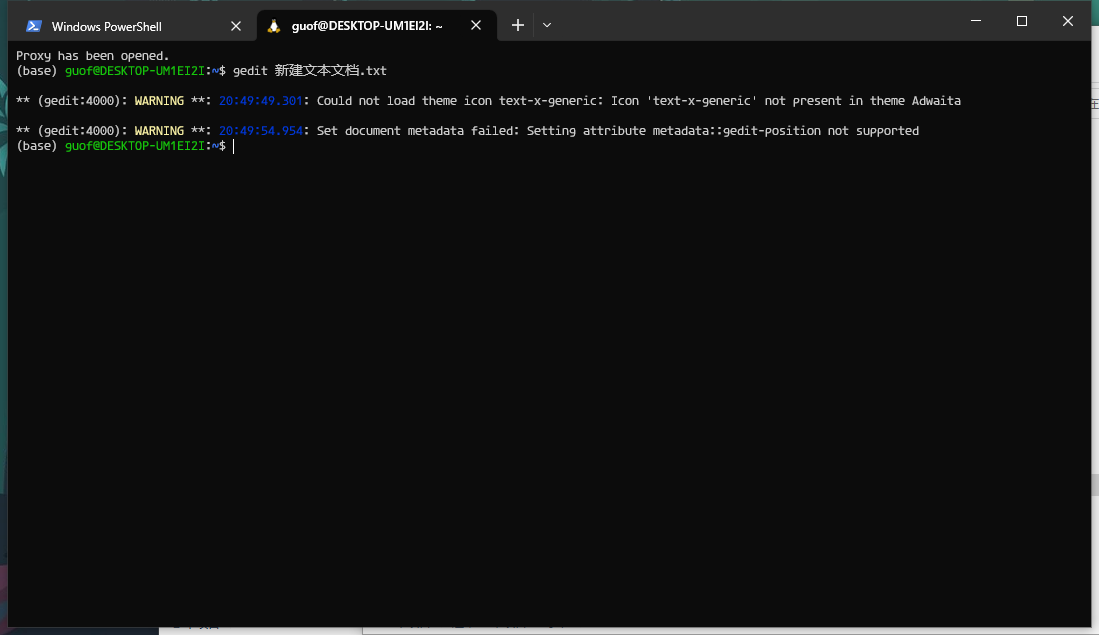 Windows PowerShell
guof@DESKTOP-UM1EI2I: ~
Proxy has been opened.
(base) guof@DESKTOP-UM1EI2I:~$ gedit 新建文本文档.txt
** (gedit:4000): WARNING **: 20:49:49.301: Could not load theme icon text-x-generic: Icon 'text-x-generic' not present in theme Adwaita
** (gedit:4000): WARNING **: 20:49:54.954: Set document metadata failed: Setting attribute metadata::gedit-position not supported
(base) guof@DESKTOP-UM1EI2I:~$
在